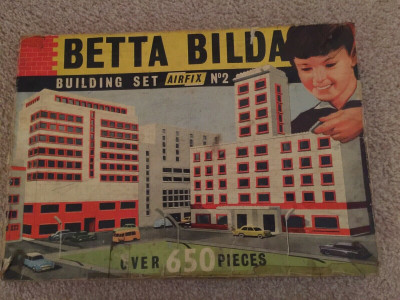 BETTA BILDA
BUILDING SET AIRFIX Nº2
OVER 650 PIECES